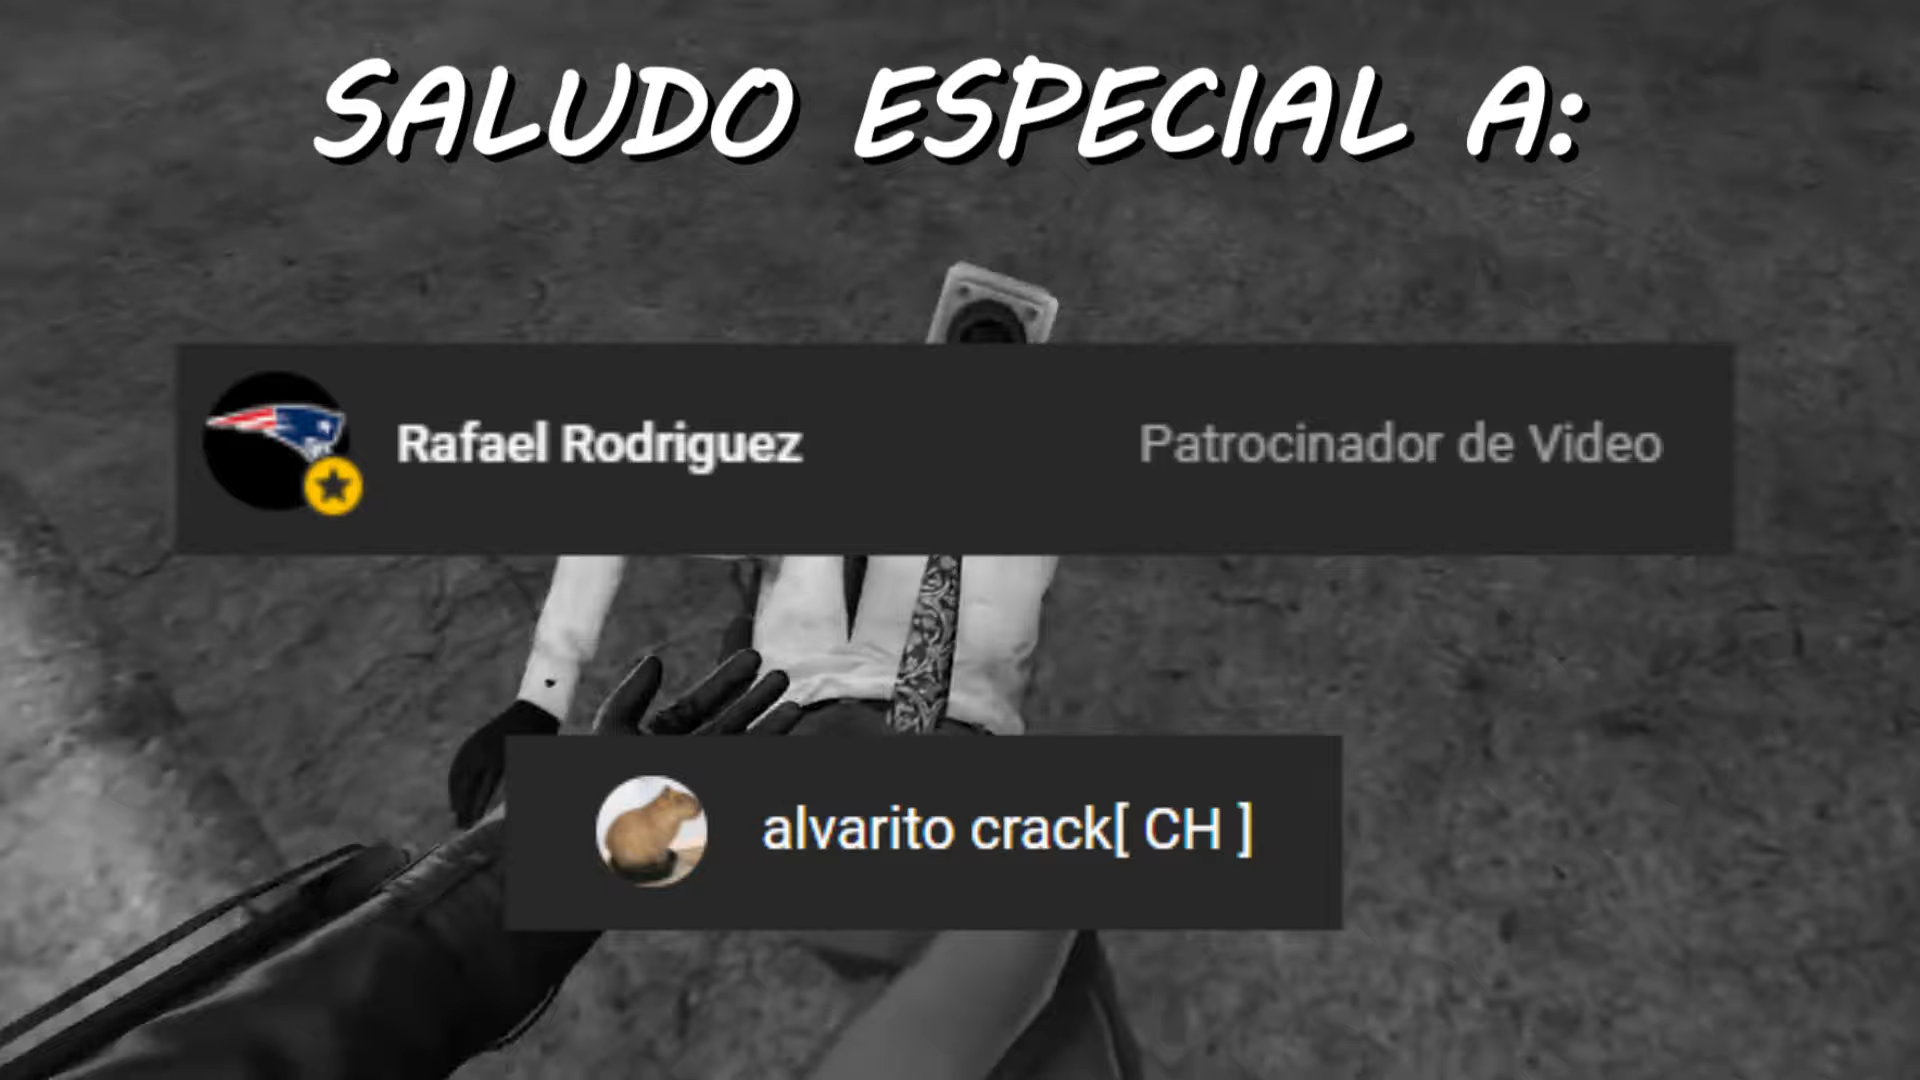 SALUDO ESPECIAL A:
Rafael Rodriguez Patrocinador de Video
alvarito crack[ CH ]